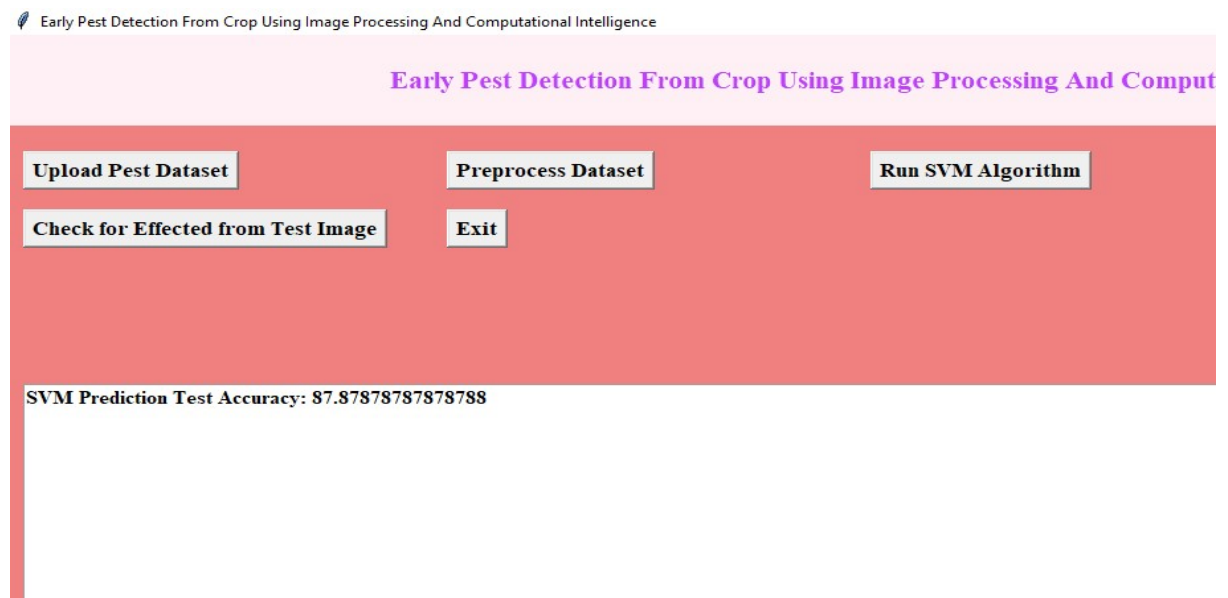 Early Pest Detection From Crop Using Image Processing And Computational Intelligence
Early Pest Detection From Crop Using Image Processing And Comput
Upload Pest Dataset
Preprocess Dataset
Run SVM Algorithm
Check for Effected from Test Image
Exit
SVM Prediction Test Accuracy: 87.87878787878788